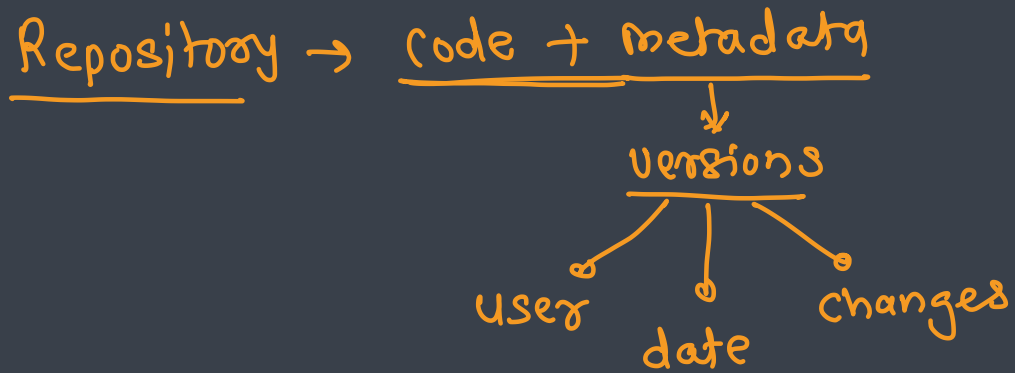 Repository → code + metadata
versions
user date changes